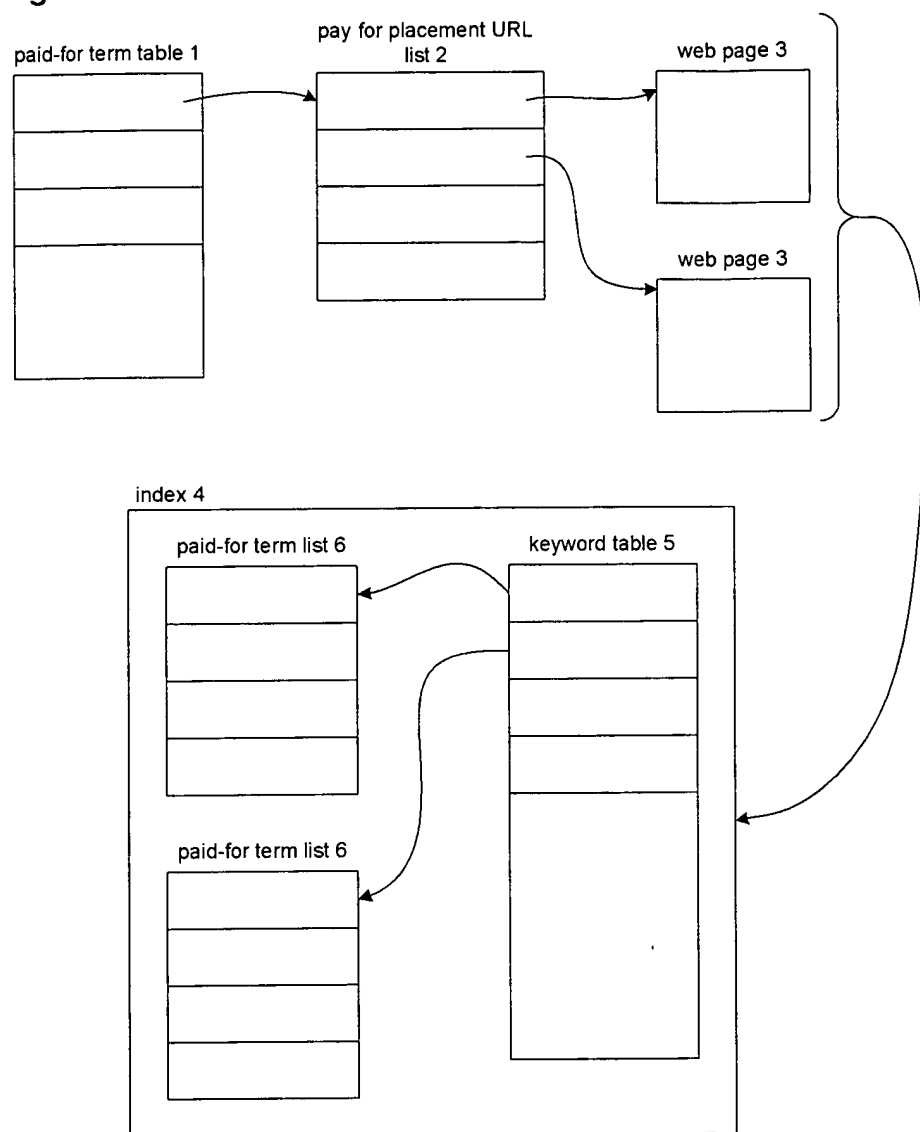 paid-for term table 1
pay for placement URL
list 2
web page 3
web page 3
index 4
paid-for term list 6
keyword table 5
paid-for term list 6